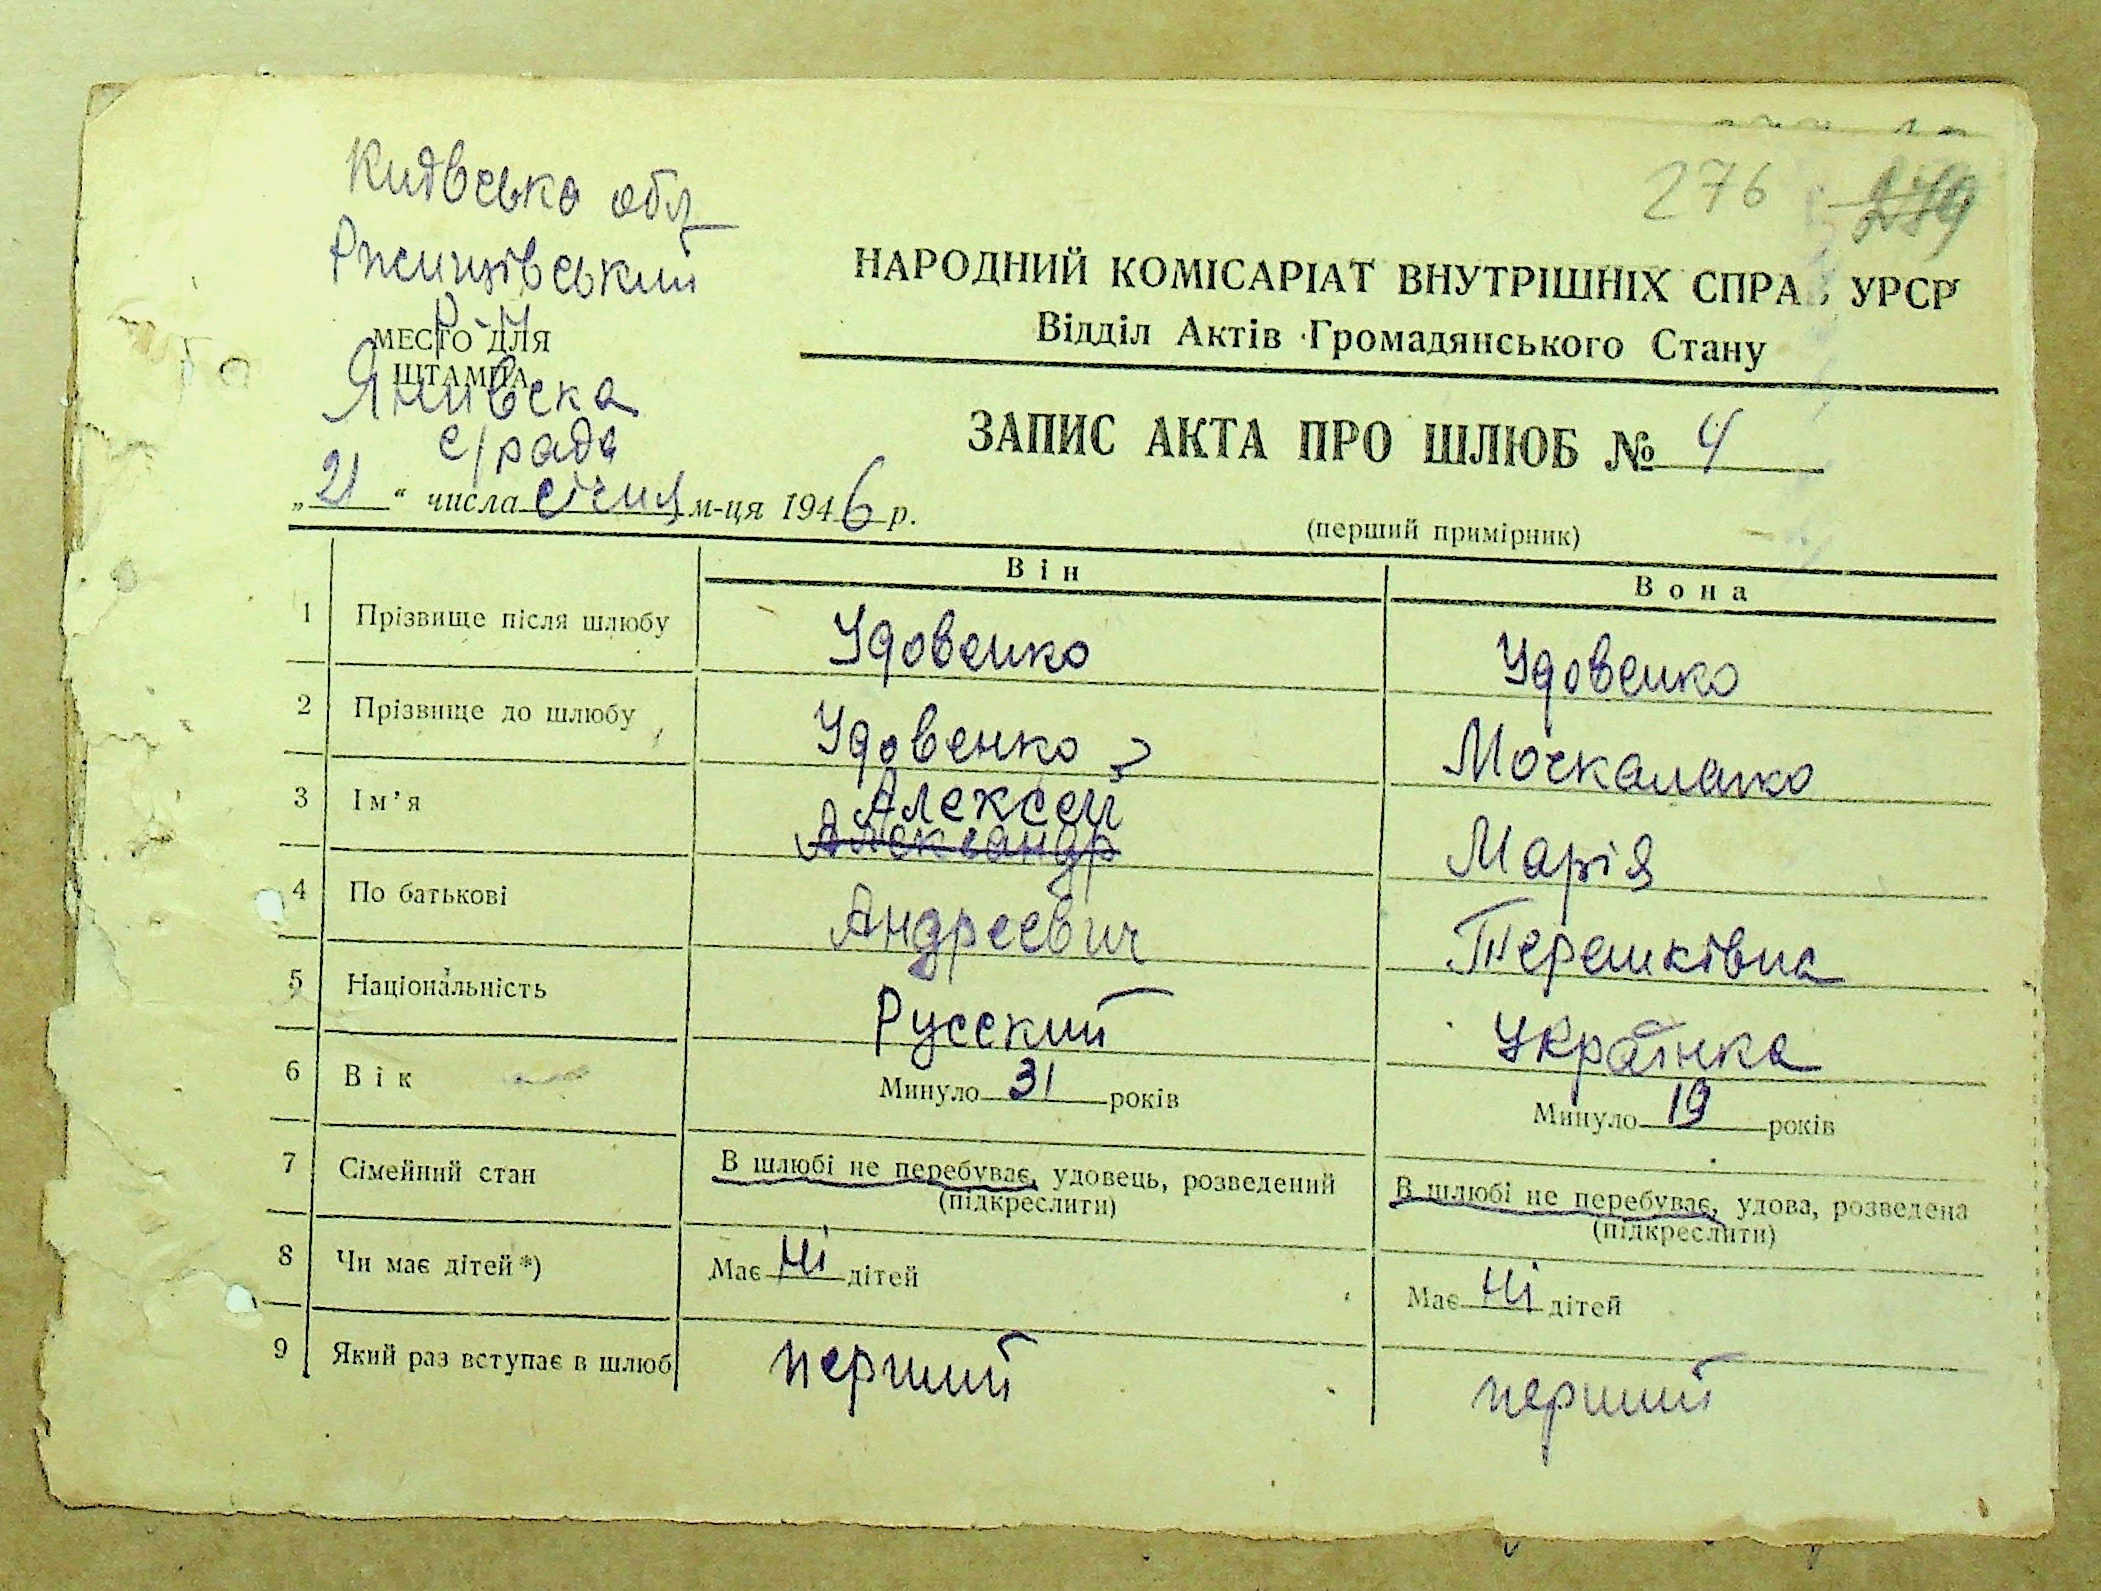 Київська обл
Ржищівський
р-н
МЕСТО ДЛЯ
ШТАМПА
Янивска
с/рада
276 279
НАРОДНИЙ КОМІСАРІАТ ВНУТРІШНІХ СПРА , УРСР
Відділ Актів Громадянського Стану
ЗАПИС АКТА ПРО ШЛЮБ № 4
„21“ числа січня м-ця 1946 р.
(перший примірник)
Він Вона
1 Прізвище після шлюбу Удовенко Удовенко
2 Прізвище до шлюбу Удовенко Москаленко
3 Ім’я Алексей Марія
Александр
4 По батькові Андреевич Терешківна
5 Національність Русский Українка
6 Вік Минуло 31 років Минуло 19 років
7 Сімейний стан В шлюбі не перебуває, удовець, розведений В шлюбі не перебуває, удова, розведена
(підкреслити) (підкреслити)
8 Чи має дітей*) Має ні дітей Має ні дітей
9 Який раз вступає в шлюб перший перший